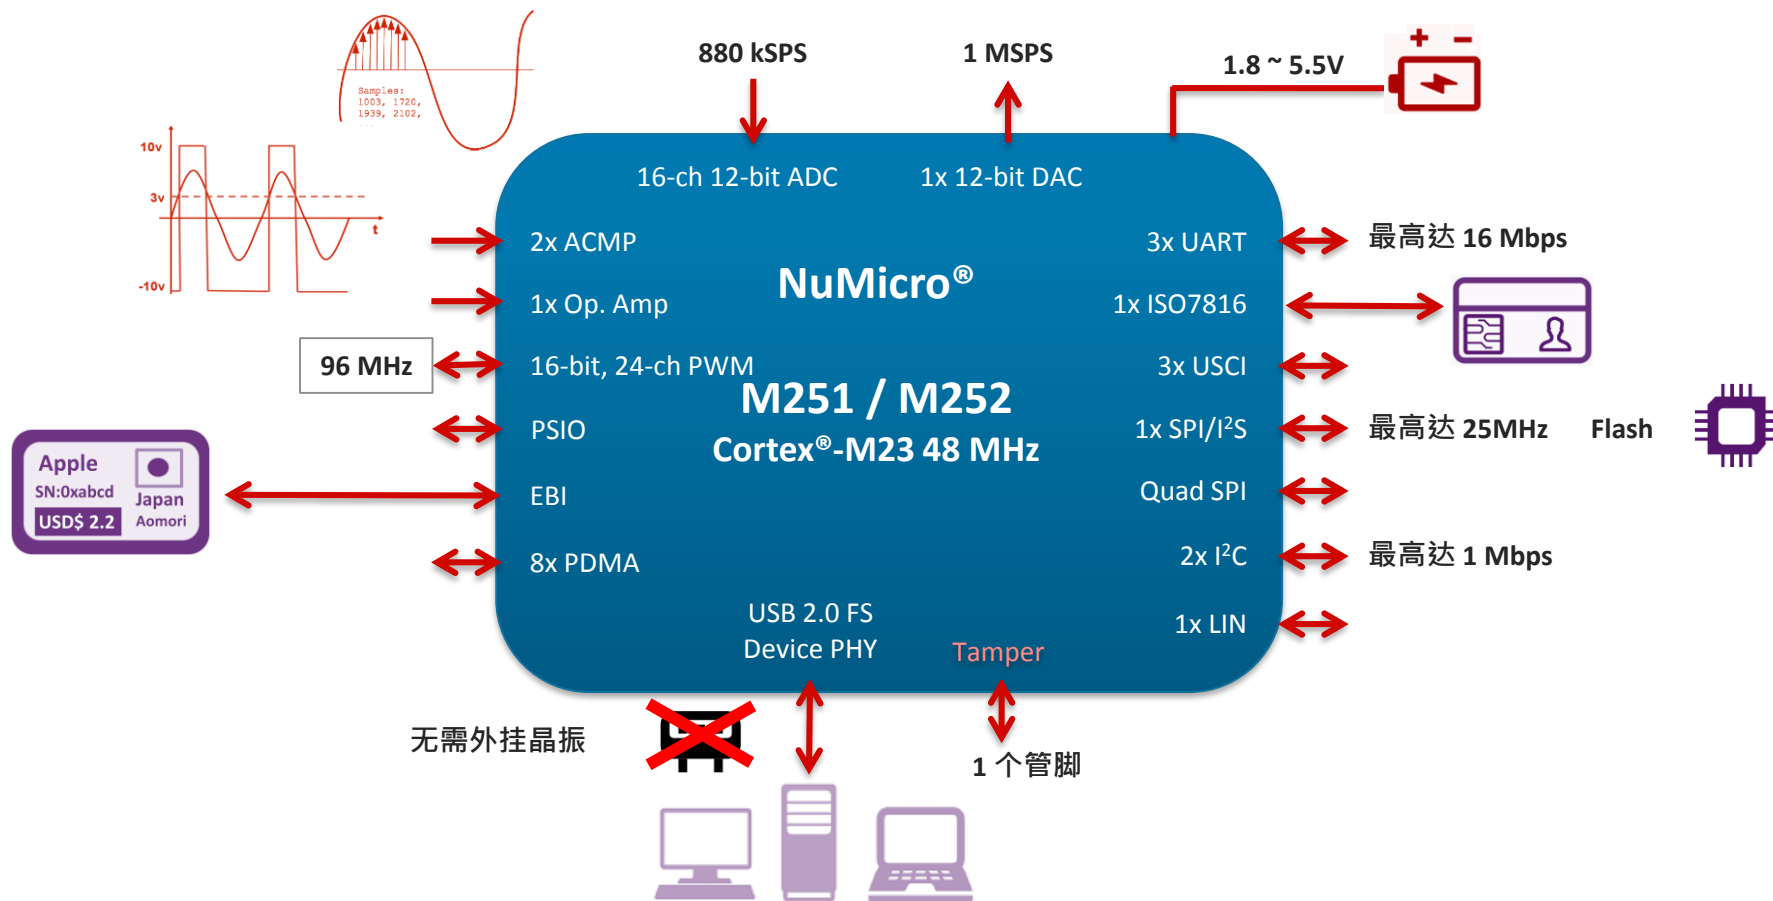 880 kSPS
1 MSPS
1.8 ~ 5.5V
Samples:
1003, 1720,
1939, 2102,
...
10v
3v
t
-10v
16-ch 12-bit ADC
1x 12-bit DAC
2x ACMP
3x UART
最高达 16 Mbps
NuMicro®
1x Op. Amp
1x ISO7816
96 MHz
16-bit, 24-ch PWM
3x USCI
M251 / M252
PSIO
1x SPI/I²S
最高达 25MHz Flash
Cortex®-M23 48 MHz
Apple
SN:0xabcd
USD$ 2.2
Japan
Aomori
EBI
Quad SPI
8x PDMA
2x I²C
最高达 1 Mbps
USB 2.0 FS
Device PHY
1x LIN
Tamper
无需外挂晶振
1 个管脚